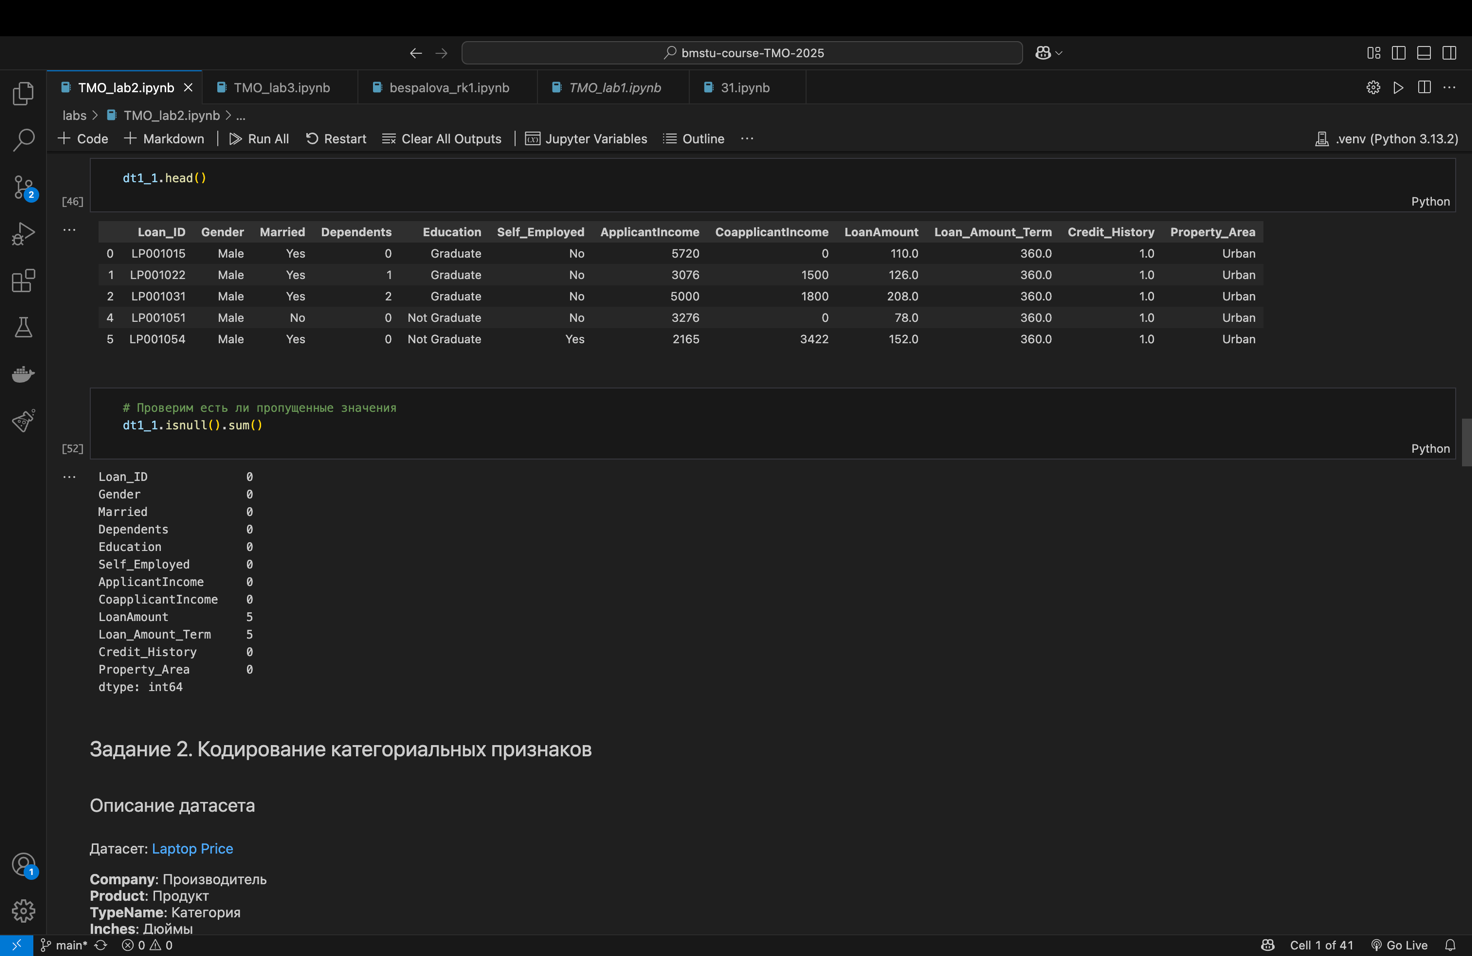 bmstu-course-TMO-2025
TMO_lab2.ipynb
TMO_lab3.ipynb
bespalova_rk1.ipynb
TMO_lab1.ipynb
31.ipynb
labs > TMO_lab2.ipynb > ...
+ Code + Markdown Run All Restart Clear All Outputs Jupyter Variables Outline ... .venv (Python 3.13.2)
dt1_1.head()
[46]
Python
...
Loan_ID Gender Married Dependents Education Self_Employed ApplicantIncome CoapplicantIncome LoanAmount Loan_Amount_Term Credit_History Property_Area
0 LP001015 Male Yes 0 Graduate No 5720 0 110.0 360.0 1.0 Urban
1 LP001022 Male Yes 1 Graduate No 3076 1500 126.0 360.0 1.0 Urban
2 LP001031 Male Yes 2 Graduate No 5000 1800 208.0 360.0 1.0 Urban
4 LP001051 Male No 0 Not Graduate No 3276 0 78.0 360.0 1.0 Urban
5 LP001054 Male Yes 0 Not Graduate Yes 2165 3422 152.0 360.0 1.0 Urban
# Проверим есть ли пропущенные значения
dt1_1.isnull().sum()
[52]
Python
...
Loan_ID 0
Gender 0
Married 0
Dependents 0
Education 0
Self_Employed 0
ApplicantIncome 0
CoapplicantIncome 0
LoanAmount 5
Loan_Amount_Term 5
Credit_History 0
Property_Area 0
dtype: int64
Задание 2. Кодирование категориальных признаков
Описание датасета
Датасет: Laptop Price
Company: Производитель
Product: Продукт
TypeName: Категория
Inches: Дюймы
2
1
main* 0 0 Cell 1 of 41 Go Live